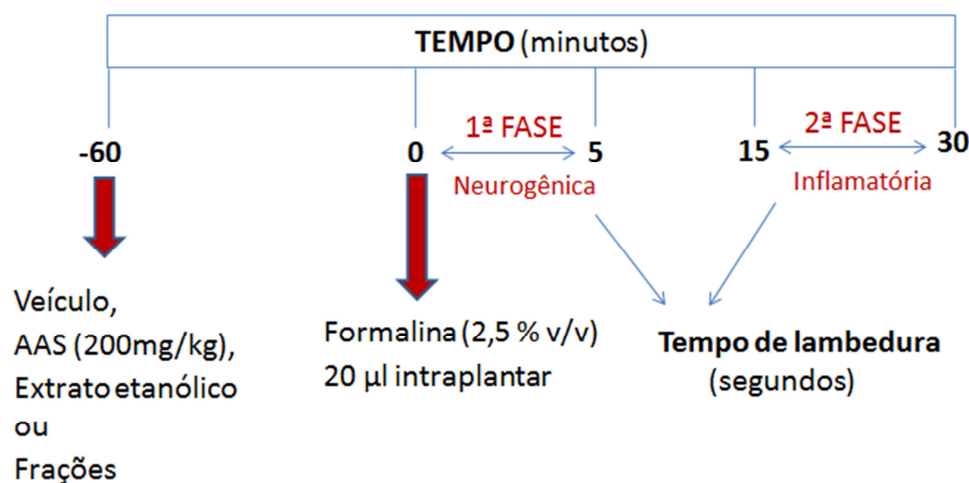 TEMPO (minutos)
1ª FASE
2ª FASE
-60
0
5
15
30
Neurogênica
Inflamatória
Veículo,
AAS (200mg/kg),
Extrato etanólico
ou
Frações
Formalina (2,5 % v/v)
20 µl intraplantar
Tempo de lambedura
(segundos)